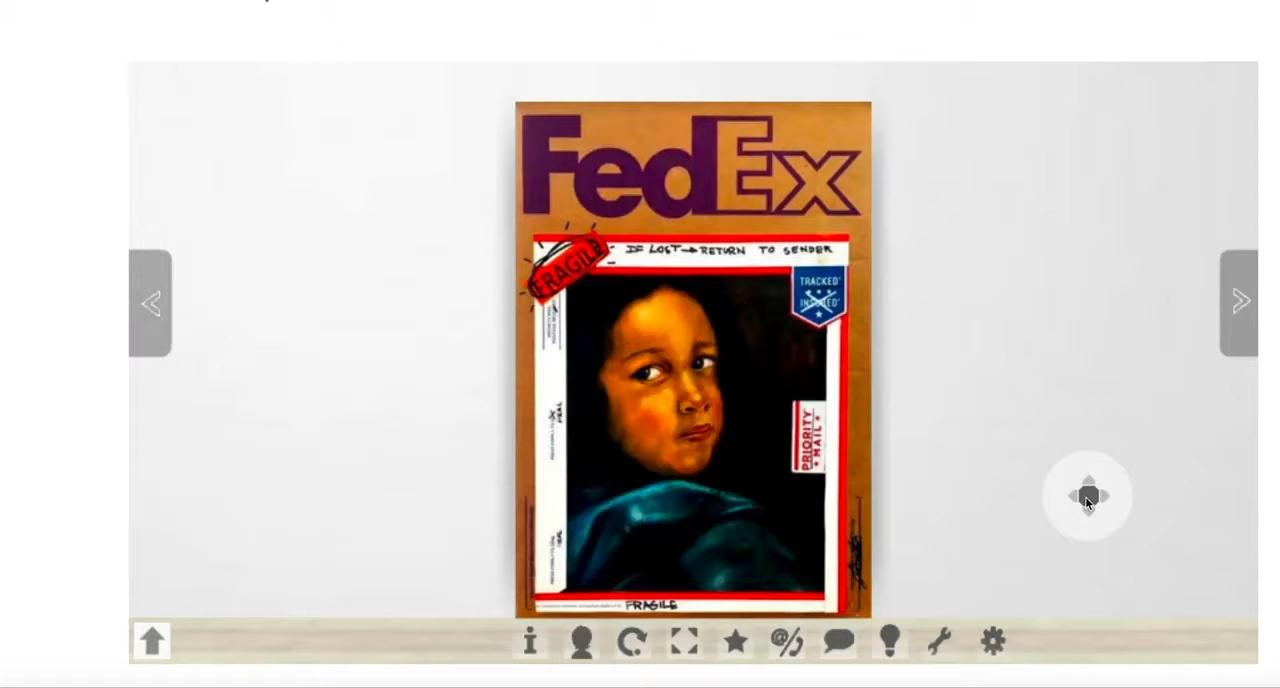 FedEx
FRAGILE
IF LOST→RETURN TO SENDER
TRACKED'
INSURED'
PRIORITY
★ MAIL ★
FRAGILE